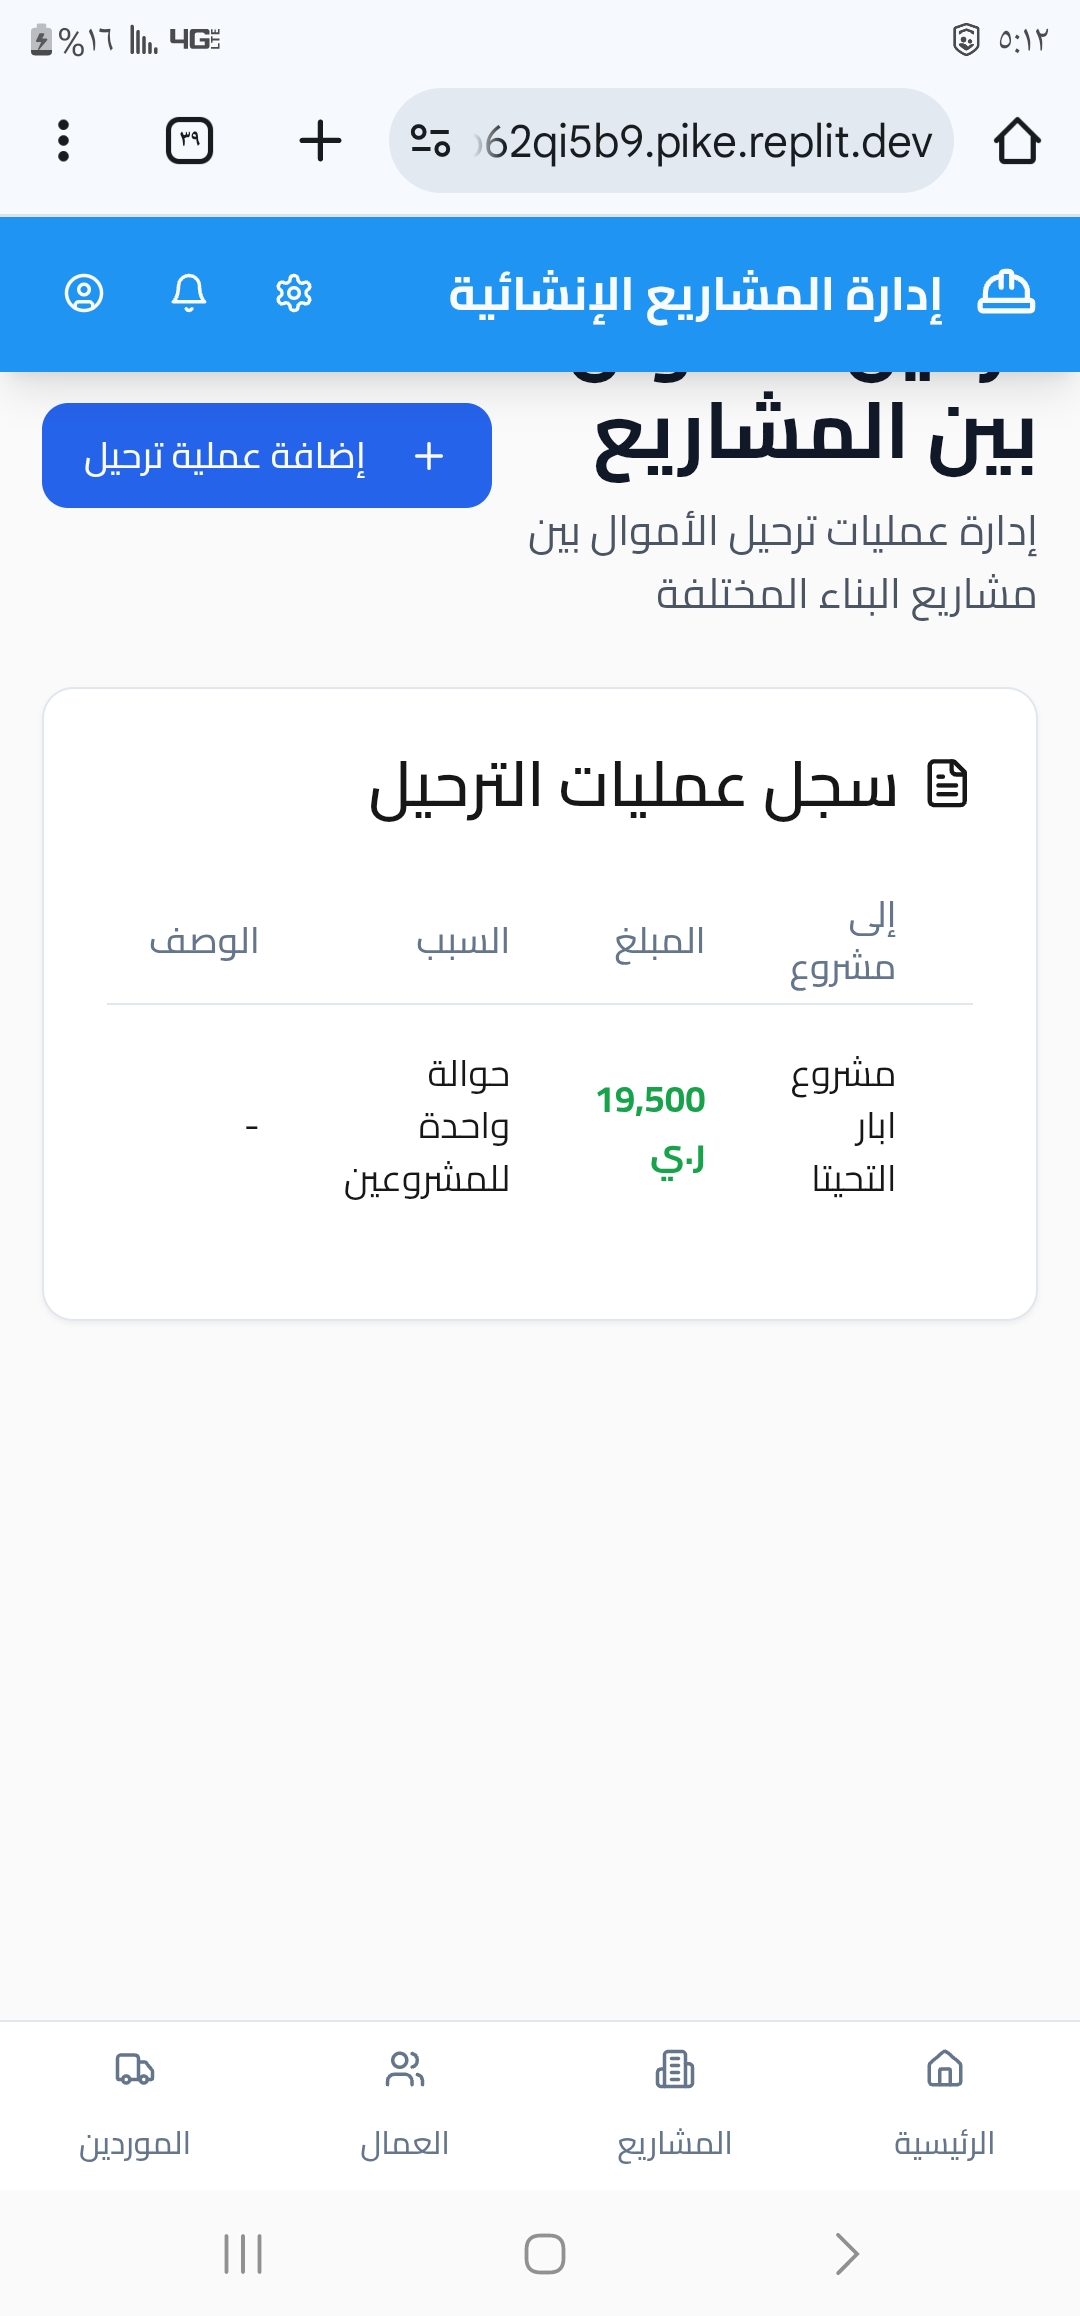 ٥:١٢
4G LTE
%١٦
62qi5b9.pike.replit.dev
٣٩
إدارة المشاريع الإنشائية
بين المشاريع
إضافة عملية ترحيل
إدارة عمليات ترحيل الأموال بين
مشاريع البناء المختلفة
سجل عمليات الترحيل
إلى
مشروع
المبلغ
السبب
الوصف
مشروع
ابار
التحيتا
19,500
ر.ي
حوالة
واحدة
للمشروعين
-
الرئيسية
المشاريع
العمال
الموردين